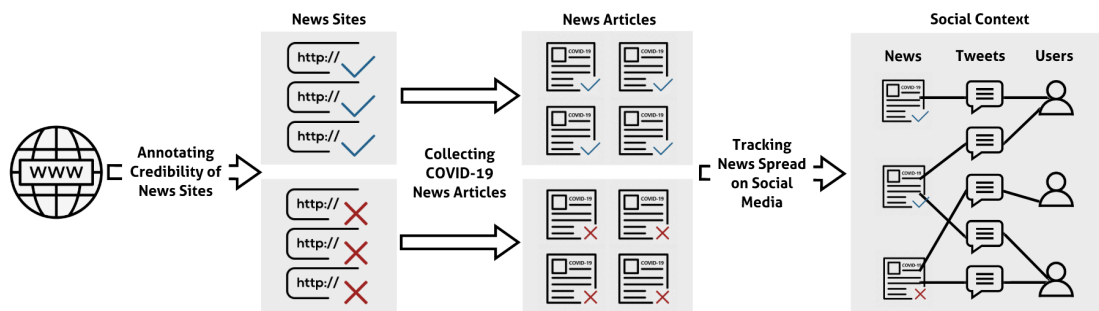 News Sites
News Articles
Social Context
WWW
Annotating
Credibility of
News Sites
http://
http://
http://
http://
http://
http://
Collecting
COVID-19
News Articles
COVID-19
COVID-19
COVID-19
COVID-19
COVID-19
COVID-19
COVID-19
COVID-19
Tracking
News Spread
on Social
Media
News
Tweets
Users
COVID-19
COVID-19
COVID-19